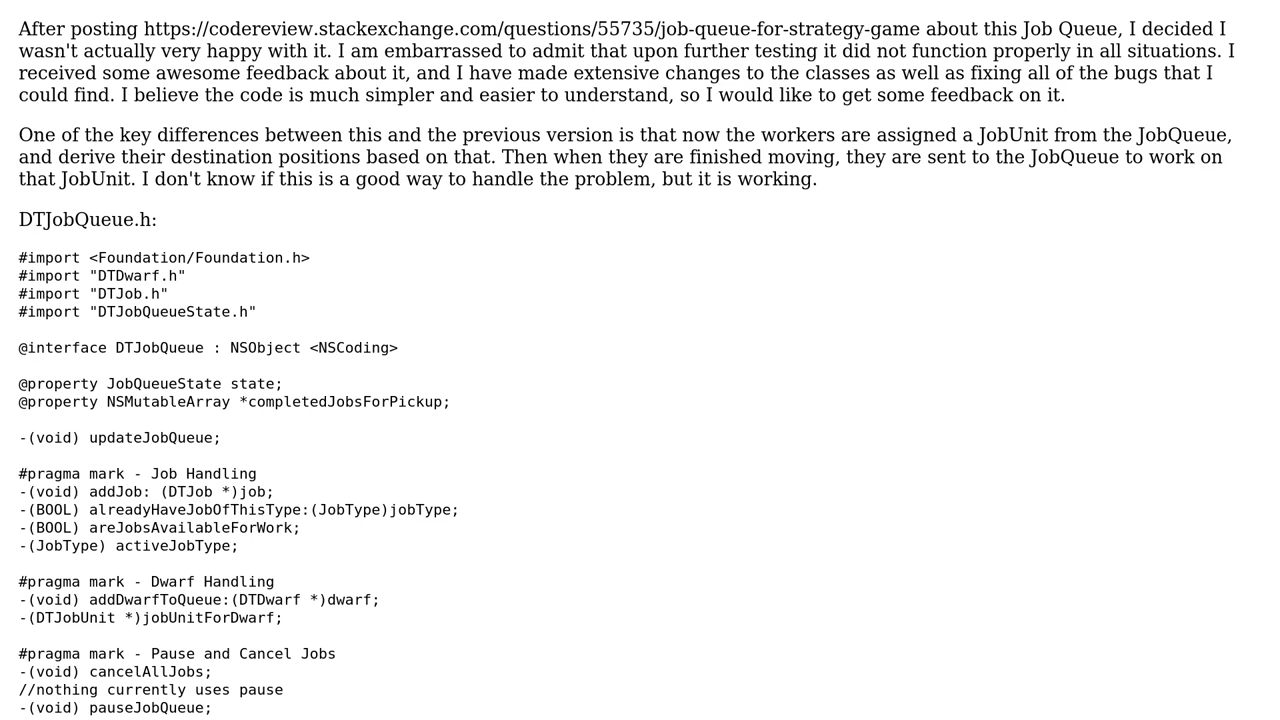 After posting https://codereview.stackexchange.com/questions/55735/job-queue-for-strategy-game about this Job Queue, I decided I
wasn't actually very happy with it. I am embarrassed to admit that upon further testing it did not function properly in all situations. I
received some awesome feedback about it, and I have made extensive changes to the classes as well as fixing all of the bugs that I
could find. I believe the code is much simpler and easier to understand, so I would like to get some feedback on it.
One of the key differences between this and the previous version is that now the workers are assigned a JobUnit from the JobQueue,
and derive their destination positions based on that. Then when they are finished moving, they are sent to the JobQueue to work on
that JobUnit. I don't know if this is a good way to handle the problem, but it is working.
DTJobQueue.h:
#import <Foundation/Foundation.h>
#import "DTDwarf.h"
#import "DTJob.h"
#import "DTJobQueueState.h"
@interface DTJobQueue : NSObject <NSCoding>
@property JobQueueState state;
@property NSMutableArray *completedJobsForPickup;
-(void) updateJobQueue;
#pragma mark - Job Handling
-(void) addJob: (DTJob *)job;
-(BOOL) alreadyHaveJobOfThisType:(JobType)jobType;
-(BOOL) areJobsAvailableForWork;
-(JobType) activeJobType;
#pragma mark - Dwarf Handling
-(void) addDwarfToQueue:(DTDwarf *)dwarf;
-(DTJobUnit *)jobUnitForDwarf;
#pragma mark - Pause and Cancel Jobs
-(void) cancelAllJobs;
//nothing currently uses pause
-(void) pauseJobQueue;